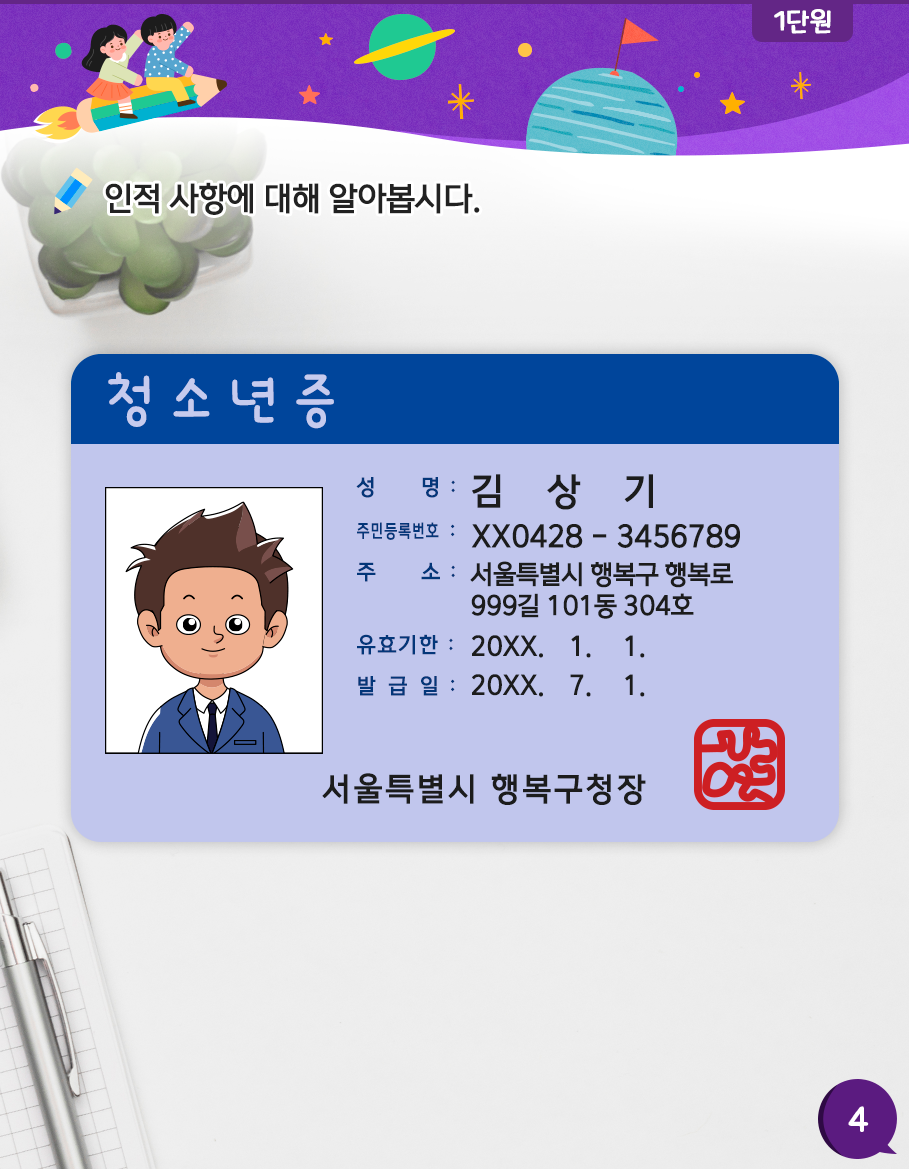 1단원
인적 사항에 대해 알아봅시다.
청소년증
성 명 : 김 상 기
주민등록번호 : XX0428 - 3456789
주 소 : 서울특별시 행복구 행복로
999길 101동 304호
유효기한 : 20XX. 1. 1.
발 급 일 : 20XX. 7. 1.
서울특별시 행복구청장
4